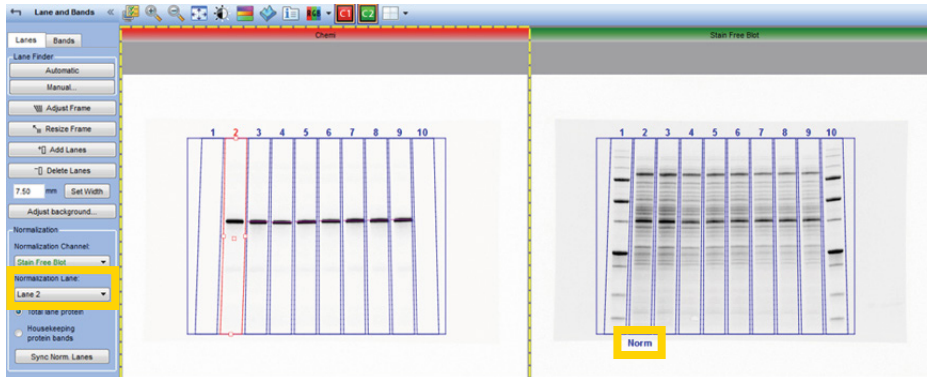 Lane and Bands
Lanes Bands
Lane Finder
Automatic
Manual...
Adjust Frame
Resize Frame
Add Lanes
Delete Lanes
7.50 mm Set Width
Adjust background...
Normalization
Normalization Channel:
Stain Free Blot
Normalization Lane:
Lane 2
Total lane protein
Housekeeping
protein bands
Sync Norm. Lanes
C1 C2
Chemi
1 2 3 4 5 6 7 8 9 10
Stain Free Blot
1 2 3 4 5 6 7 8 9 10
Norm